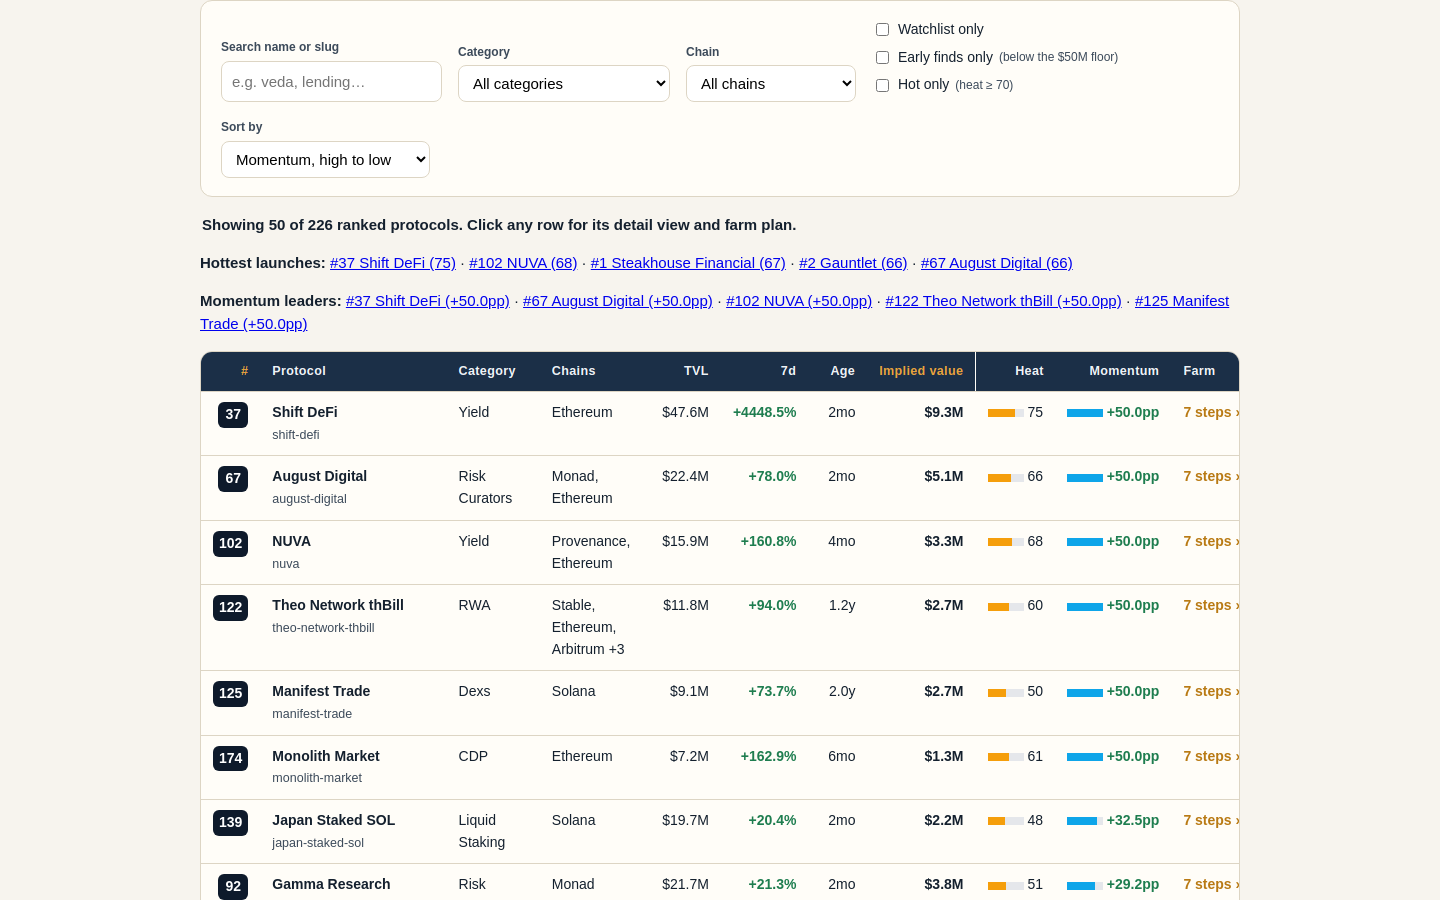 Search name or slug
e.g. veda, lending…
Category
All categories
Chain
All chains
Watchlist only
Early finds only (below the $50M floor)
Hot only (heat ≥ 70)
Sort by
Momentum, high to low
Showing 50 of 226 ranked protocols. Click any row for its detail view and farm plan.
Hottest launches: #37 Shift DeFi (75) · #102 NUVA (68) · #1 Steakhouse Financial (67) · #2 Gauntlet (66) · #67 August Digital (66)
Momentum leaders: #37 Shift DeFi (+50.0pp) · #67 August Digital (+50.0pp) · #102 NUVA (+50.0pp) · #122 Theo Network thBill (+50.0pp) · #125 Manifest
Trade (+50.0pp)
# Protocol Category Chains TVL 7d Age Implied value Heat Momentum Farm
37 Shift DeFi Yield Ethereum $47.6M +4448.5% 2mo $9.3M 75 +50.0pp 7 steps ›
shift-defi
67 August Digital Risk Monad, $22.4M +78.0% 2mo $5.1M 66 +50.0pp 7 steps ›
august-digital Curators Ethereum
102 NUVA Yield Provenance, $15.9M +160.8% 4mo $3.3M 68 +50.0pp 7 steps ›
nuva Ethereum
122 Theo Network thBill RWA Stable, $11.8M +94.0% 1.2y $2.7M 60 +50.0pp 7 steps ›
theo-network-thbill Ethereum,
Arbitrum +3
125 Manifest Trade Dexs Solana $9.1M +73.7% 2.0y $2.7M 50 +50.0pp 7 steps ›
manifest-trade
174 Monolith Market CDP Ethereum $7.2M +162.9% 6mo $1.3M 61 +50.0pp 7 steps ›
monolith-market
139 Japan Staked SOL Liquid Solana $19.7M +20.4% 2mo $2.2M 48 +32.5pp 7 steps ›
japan-staked-sol Staking
92 Gamma Research Risk Monad $21.7M +21.3% 2mo $3.8M 51 +29.2pp 7 steps ›